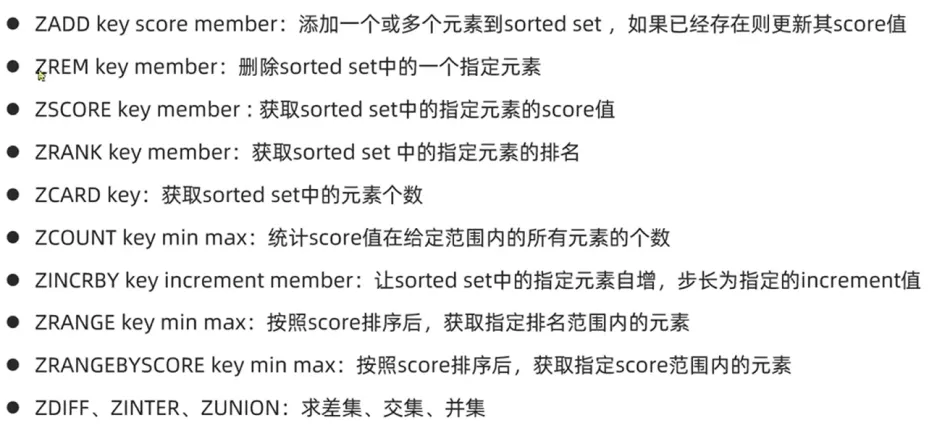 ● ZADD key score member：添加一个或多个元素到sorted set ，如果已经存在则更新其score值
● ZREM key member：删除sorted set中的一个指定元素
● ZSCORE key member : 获取sorted set中的指定元素的score值
● ZRANK key member：获取sorted set 中的指定元素的排名
● ZCARD key：获取sorted set中的元素个数
● ZCOUNT key min max：统计score值在给定范围内的所有元素的个数
● ZINCRBY key increment member：让sorted set中的指定元素自增，步长为指定的increment值
● ZRANGE key min max：按照score排序后，获取指定排名范围内的元素
● ZRANGEBYSCORE key min max：按照score排序后，获取指定score范围内的元素
● ZDIFF、ZINTER、ZUNION：求差集、交集、并集